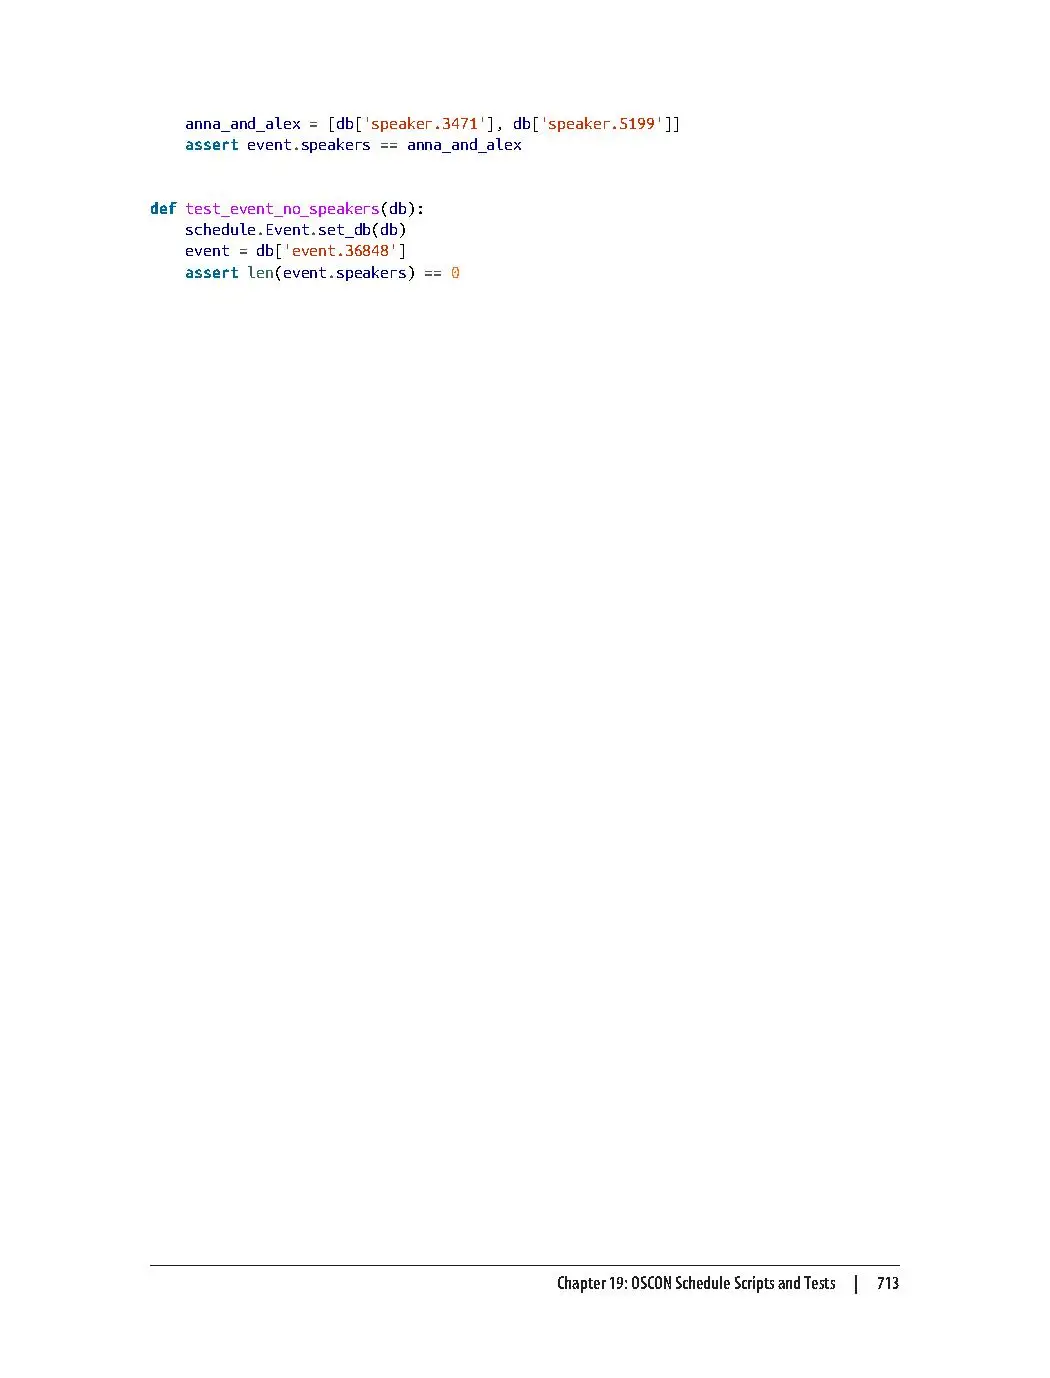 anna_and_alex = [db['speaker.3471'], db['speaker.5199']]
    assert event.speakers == anna_and_alex
def test_event_no_speakers(db):
    schedule.Event.set_db(db)
    event = db['event.36848']
    assert len(event.speakers) == 0
Chapter 19: OSCON Schedule Scripts and Tests | 713